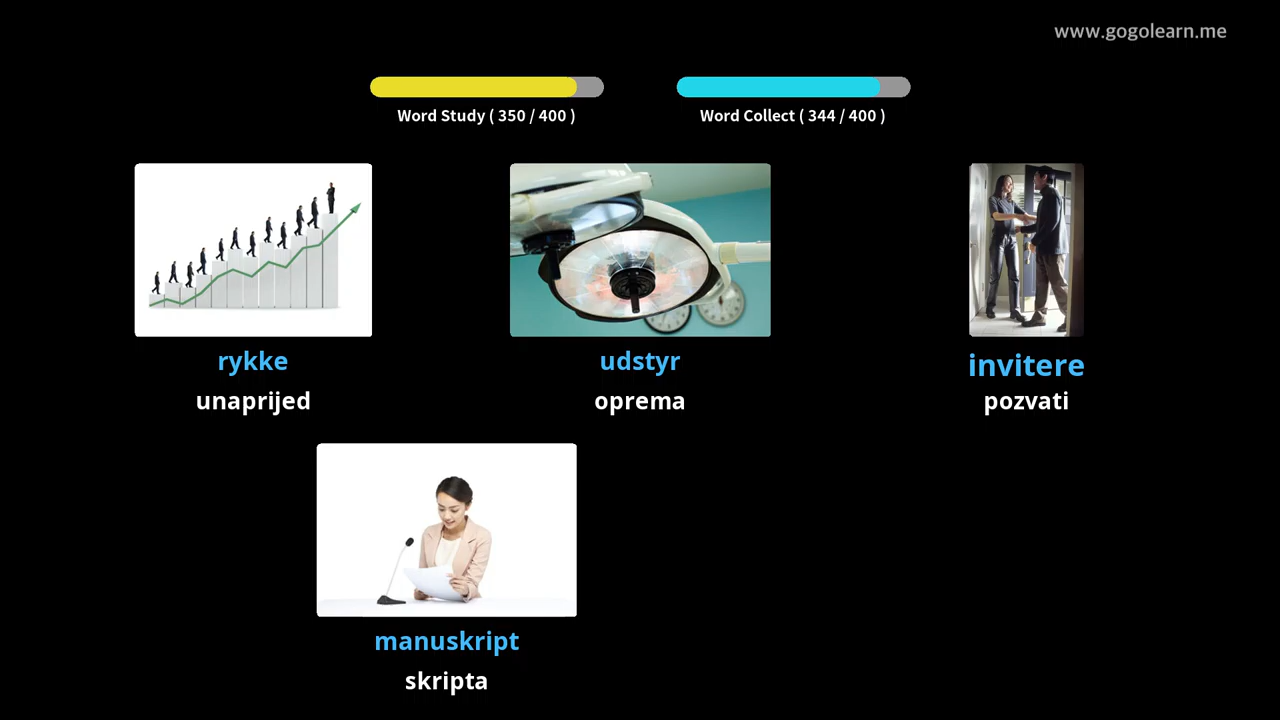 www.gogolearn.me
Word Study ( 350 / 400 )
Word Collect ( 344 / 400 )
rykke
udstyr
invitere
unaprijed
oprema
pozvati
manuskript
skripta